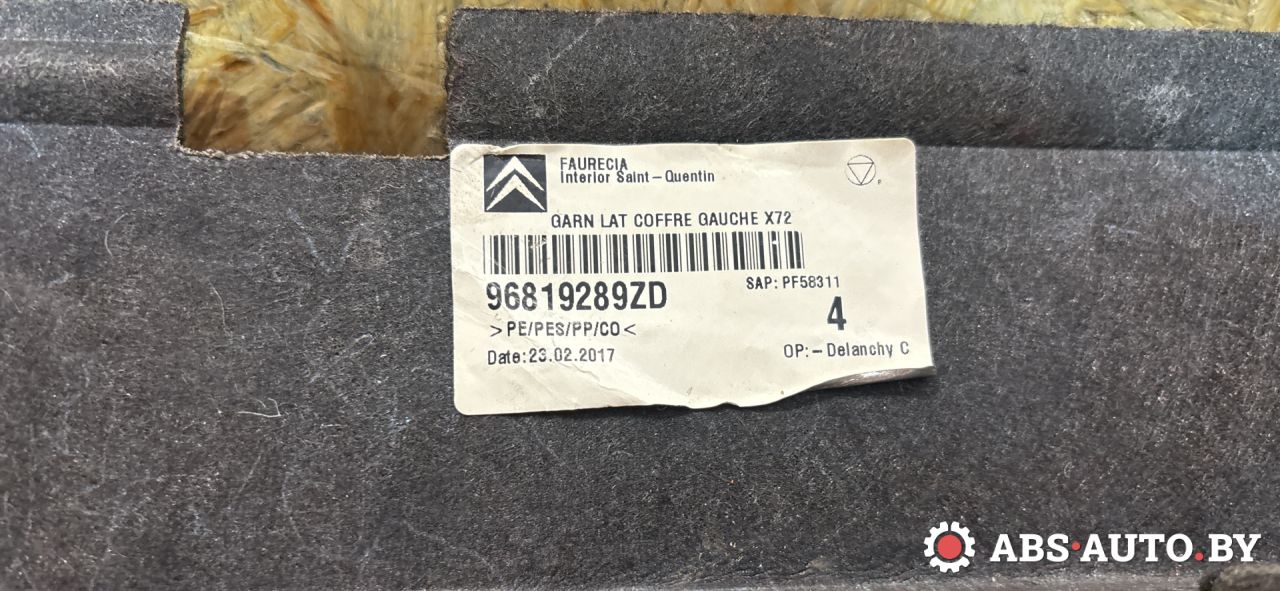 FAURECIA
Interior Saint-Quentin
P
GARN LAT COFFRE GAUCHE X72
SAP: PF58311
96819289ZD
4
>PE/PES/PP/CO<
Date:23.02.2017
OP:-Delanchy C
ABS·AUTO.BY